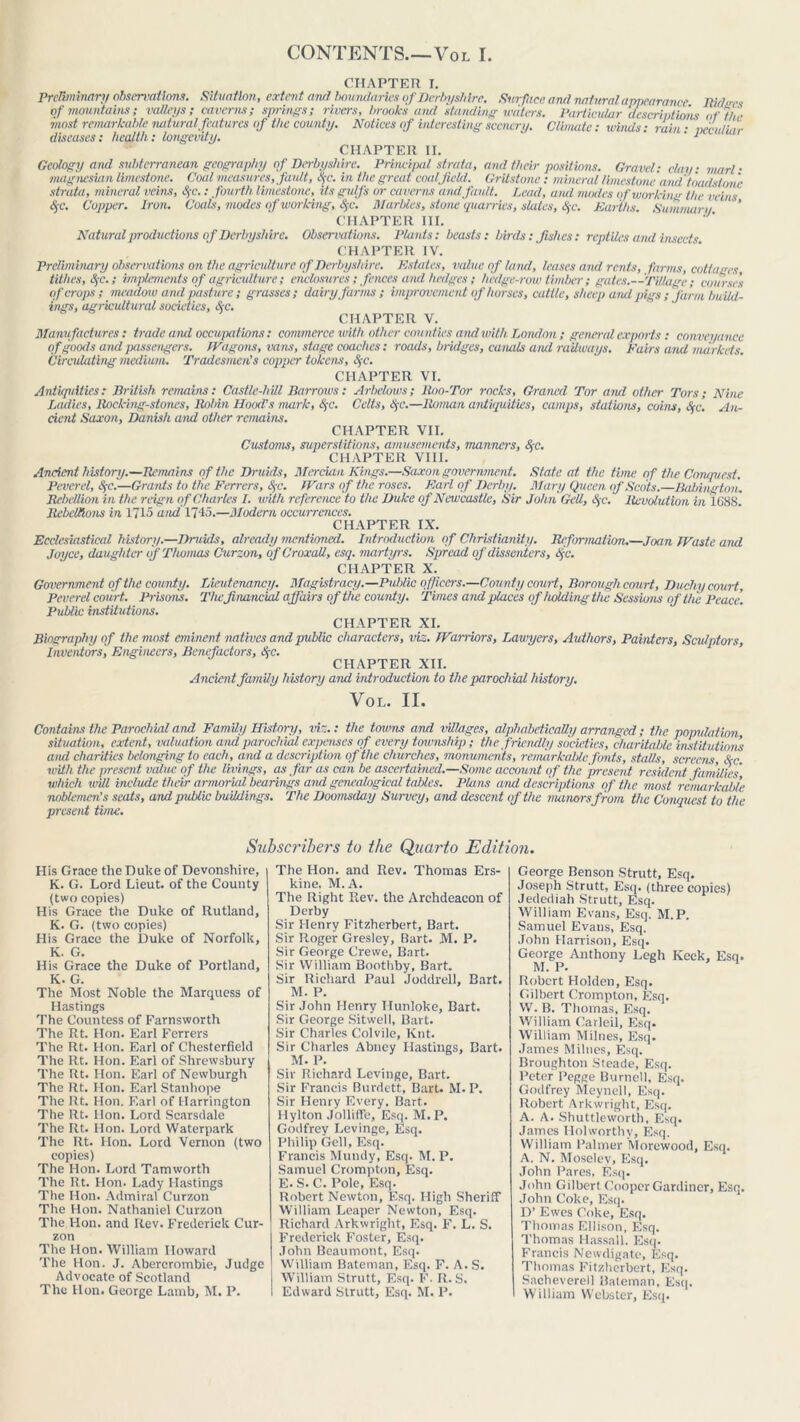 CONTENTS.—Vol I.
CHAPTER I.
Preliminary observations. Situation, extent and boundaries of Derbyshire. Surface and natural appearance. Ridges
of mountains; valleys; caverns; springs; rivers, brooks and standing waters. Particular descriptions of the
most remarkable natural features of the county. Notices of interesting scenery. Climate: winds: rain: peculiar
diseases: health: longevity.
CHAPTER II.
Geology and subterranean geography of Derbyshire. Principal strata, and their positions. Gravel: clay: marl:
magnesian limestone. Coal measures, fault, &c. in the great coal field. Gritstone: mineral limestone and toadstone
strata, mineral veins, &c.: fourth limestone, its gulfs or caverns and fault. Lead, and modes of working the veins,
&c. Copper. Iron. Coals, modes of working, &c. Marbles, stone quarries, slates, &c. Earths. Summary.
CHAPTER III.
Natural productions of Derbyshire. Observations. Plants: beasts: birds: fishes: reptiles and insects.
CHAPTER IV.
Preliminary observations on the agriculture of Derbyshire. Estates, value of land, leases and rents, farms, cottages,
tithes, &c.; implements of agriculture; enclosures; fences and hedges; hedge-row timber; gates.--Tillage; courses
of crops; meadow and pasture; grasses; dairy farms; improvement of horses, cattle, sheep and pigs; farm build-
ings, agricultural societies, &c.
CHAPTER V.
Manufactures: trade and occupations: commerce with other counties and with London; general exports: conveyance
of goods and passengers. Wagons, vans, stage coaches: roads, bridges, canals and railways. Fairs and markets.
Circulating medium. Tradesmen's copper tokens, &c.
CHAPTER VI.
Antiquities: British remains: Castle-hill Barrows: Arbelows; Roo-Tor rocks, Graned Tor and other Tors; Nine
Ladies, Rocking-stones, Robin Hood's mark, &c. Celts, &c.—Roman antiquities, camps, stations, coins, &c. An-
cient Saxon, Danish and other remains.
CHAPTER VII.
Customs, superstitions, amusements, manners, &c.
CHAPTER VIII.
Ancient history.—Remains of the Druids, Mercian Kings.—Saxon government. State at the time of the Conquest.
Peverel, &c.—Grants to the Ferrers, &c. Wars of the roses. Earl of Derby. Mary Queen of Scots.—Babington.
Rebellion in the reign of Charles I. with reference to the Duke of Newcastle, Sir John Gell, &c. Revolution in 1688.
Rebellions in 1715 and 1745.—Modern occurrences.
CHAPTER IX.
Ecclesiastical history.—Druids, already mentioned. Introduction of Christianity. Reformation.—Joan Waste and
Joyce, daughter of Thomas Curzon, of Croxall, esq. martyrs. Spread of dissenters, &c.
CHAPTER X.
Government of the county. Lieutenancy. Magistracy.—Public officers.—County court, Borough court, Duchy court,
Peverel court. Prisons. The financial affairs of the county. Times and places of holding the Sessions of the Peace.
Public institutions.
CHAPTER XI.
Biography of the most eminent natives and public characters, viz. Warriors, Lawyers, Authors, Painters, Sculptors,
Inventors, Engineers, Benefactors, &c.
CHAPTER XII.
Ancient family history and introduction to the parochial history.
Vol. II.
Contains the Parochial and Family History, viz.: the towns and villages, alphabetically arranged; the population,
situation, extent, valuation and parochial expenses of every township; the friendly societies, charitable institutions
and charities belonging to each, and a description of the churches, monuments, remarkable fonts, stalls, screens, &c.
with the present value of the livings, as far as can be ascertained.—Some account of the present resident families,
which will include their armorial bearings and genealogical tables. Plans and descriptions of the most remarkable
noblemen's seats, and public buildings. The Doomsday Survey, and descent of the manors from the Conquest to the
present time.
Subscribers to the Quarto Edition.
His Grace the Duke of Devonshire,
K. G. Lord Lieut. of the County
(two copies)
His Grace the Duke of Rutland,
K. G. (two copies)
His Grace the Duke of Norfolk,
K. G.
His Grace the Duke of Portland,
K. G.
The Most Noble the Marquess of
Hastings
The Countess of Farnsworth
The Rt. Hon. Earl Ferrers
The Rt. Hon. Earl of Chesterfield
The Rt. Hon. Earl of Shrewsbury
The Rt. Hon. Earl of Newburgh
The Rt. Hon. Earl Stanhope
The Rt. Hon. Earl of Harrington
The Rt. Hon. Lord Scarsdale
The Rt. Hon. Lord Waterpark
The Rt. Hon. Lord Vernon (two
copies)
The Hon. Lord Tamworth
The Rt. Hon. Lady Hastings
The Hon. Admiral Curzon
The Hon. Nathaniel Curzon
The Hon. and Rev. Frederick Cur-
zon
The Hon. William Howard
The Hon. J. Abercrombie, Judge
Advocate of Scotland
The Hon. George Lamb, M. P.
The Hon. and Rev. Thomas Ers-
kine, M. A.
The Right Rev. the Archdeacon of
Derby
Sir Henry Fitzherbert, Bart.
Sir Roger Gresley, Bart. M. P.
Sir George Crewe, Bart.
Sir William Boothby, Bart.
Sir Richard Paul Joddrell, Bart.
M. P.
Sir John Henry Hunloke, Bart.
Sir George Sitwell, Bart.
Sir Charles Colvile, Knt.
Sir Charles Abney Hastings, Bart.
M. P.
Sir Richard Levinge, Bart.
Sir Francis Burdett, Bart. M. P.
Sir Henry Every, Bart.
Hylton Jolliffe, Esq. M. P.
Godfrey Levinge, Esq.
Philip Gell, Esq.
Francis Mundy, Esq. M. P.
Samuel Crompton, Esq.
E. S. C. Pole, Esq.
Robert Newton, Esq. High Sheriff
William Leaper Newton, Esq.
Richard Arkwright, Esq. F. L. S.
Frederick Foster, Esq.
John Beaumont, Esq.
William Bateman, Esq. F. A. S.
William Strutt, Esq. F. R. S.
Edward Strutt, Esq. M. P.
George Benson Strutt, Esq.
Joseph Strutt, Esq. (three copies)
Jedediah Strutt, Esq.
William Evans, Esq. M. P.
Samuel Evans, Esq.
John Harrison, Esq.
George Anthony Legh Keck, Esq.
M. P.
Robert Holden, Esq.
Gilbert Crompton, Esq.
W. B. Thomas, Esq.
William Carleil, Esq.
William Milnes, Esq.
James Milnes, Esq.
Broughton Steade, Esq.
Peter Pegge Burnell, Esq.
Godfrey Meynell, Esq.
Robert Arkwright, Esq.
A. A. Shuttleworth, Esq.
James Holworthy, Esq.
William Palmer Morewood, Esq.
A. N. Moseley, Esq.
John Pares, Esq.
John Gilbert Cooper Gardiner, Esq.
John Coke, Esq.
D' Ewes Coke, Esq.
Thomas Ellison, Esq.
Thomas Hassall, Esq.
Francis Newdigate, Esq.
Thomas Fitzherbert, Esq.
Sacheverell Bateman, Esq.
William Webster, Esq.